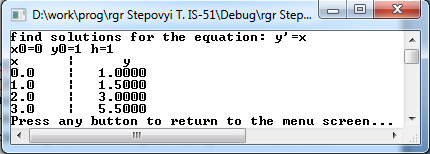 D:\work\prog\rgr Stepovyi T. IS-51\Debug\rgr Step...
find solutions for the equation: y'=x
x0=0 y0=1 h=1
x ¦ y
0.0 ¦ 1.0000
1.0 ¦ 1.5000
2.0 ¦ 3.0000
3.0 ¦ 5.5000
Press any button to return to the menu screen...